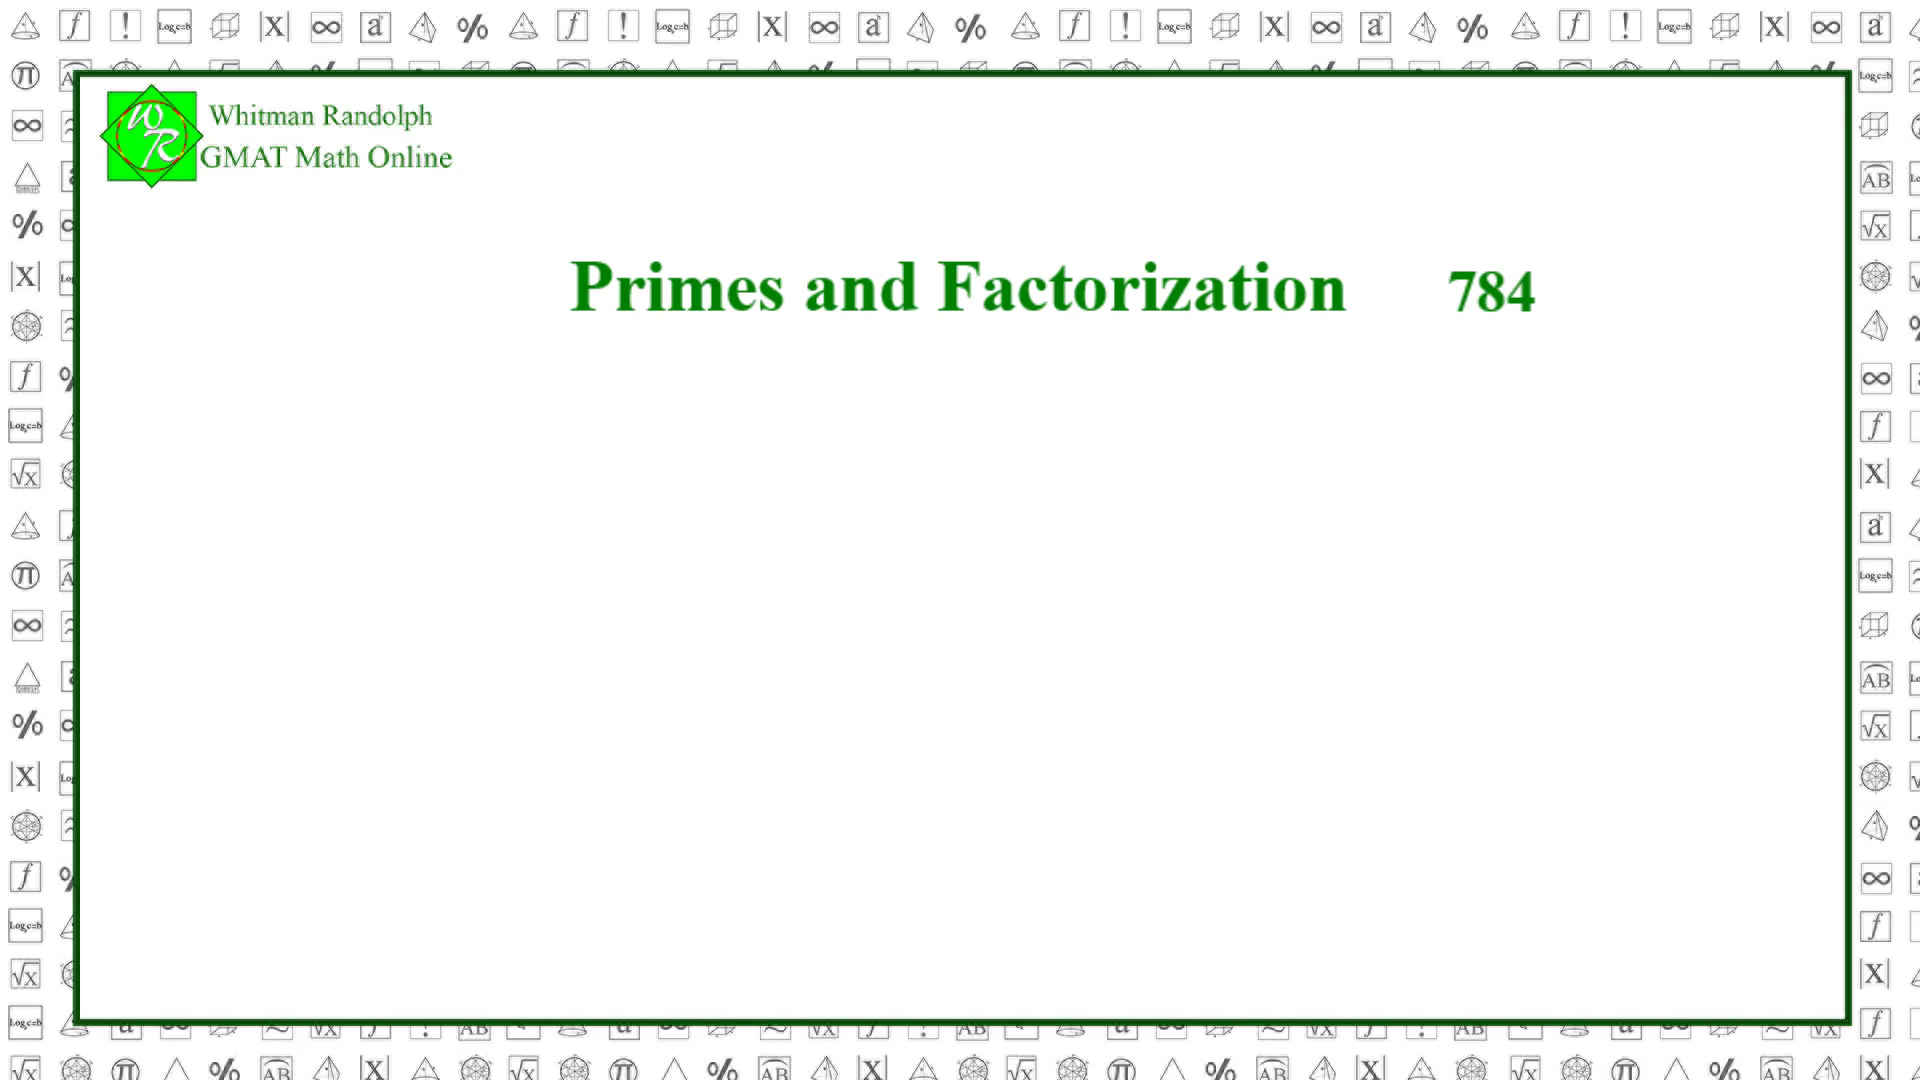 Whitman Randolph
GMAT Math Online
Primes and Factorization 784